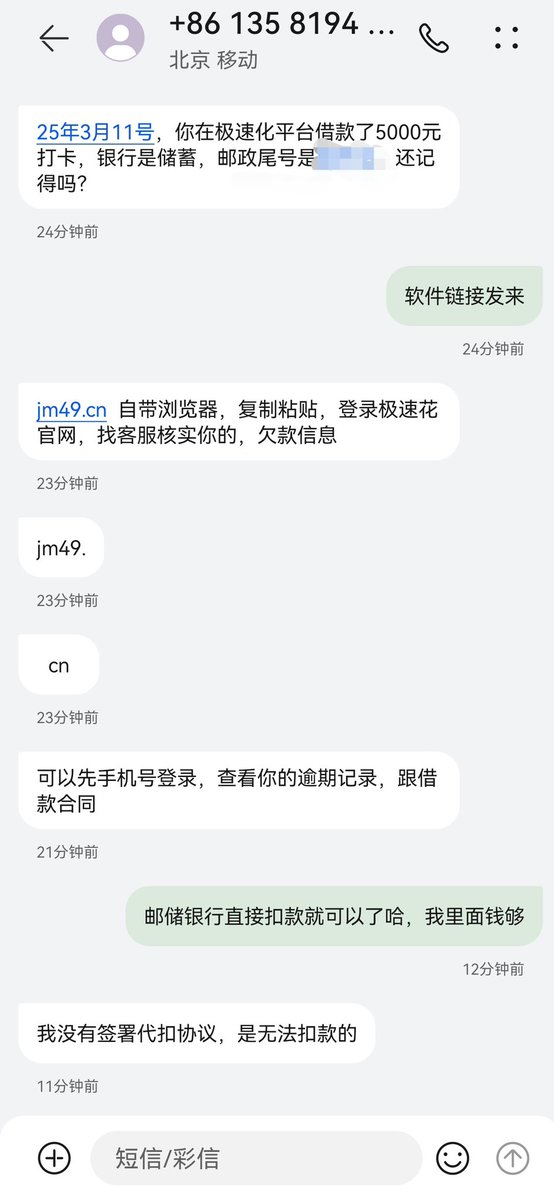 +86 135 8194 ...
北京 移动
25年3月11号，你在极速化平台借款了5000元
打卡，银行是储蓄，邮政尾号是 还记
得吗？
24分钟前
软件链接发来
24分钟前
jm49.cn 自带浏览器，复制粘贴，登录极速花
官网，找客服核实你的，欠款信息
23分钟前
jm49.
23分钟前
cn
23分钟前
可以先手机号登录，查看你的逾期记录，跟借
款合同
21分钟前
邮储银行直接扣款就可以了哈，我里面钱够
12分钟前
我没有签署代扣协议，是无法扣款的
11分钟前
短信/彩信